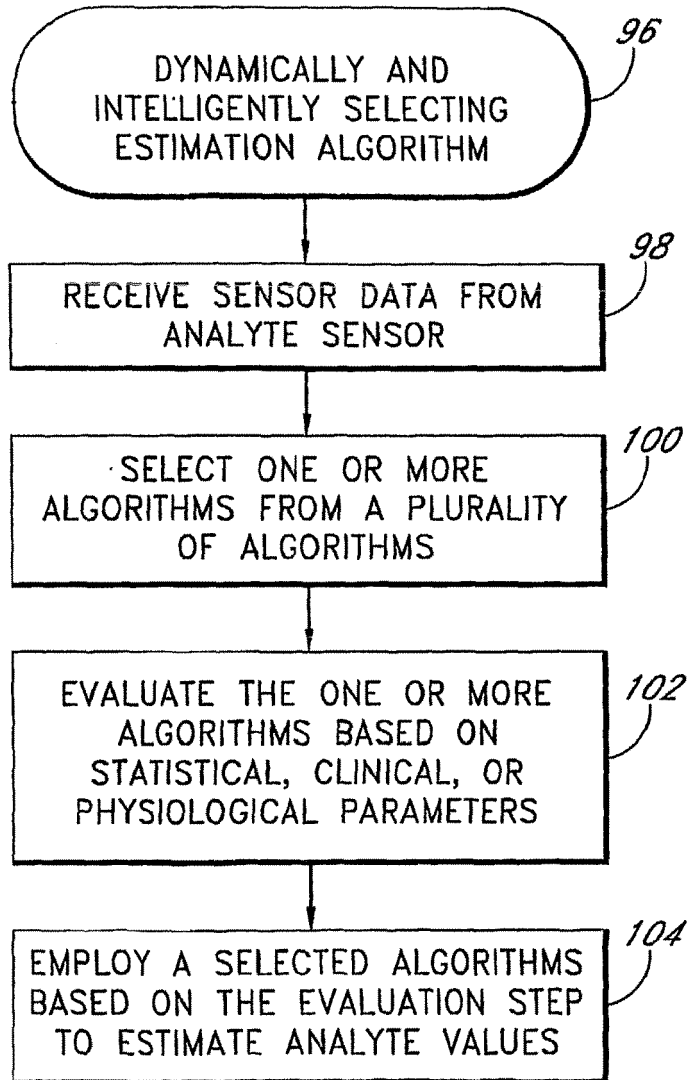 DYNAMICALLY AND
INTELLIGENTLY SELECTING
ESTIMATION ALGORITHM
96
RECEIVE SENSOR DATA FROM
ANALYTE SENSOR
98
SELECT ONE OR MORE
ALGORITHMS FROM A PLURALITY
OF ALGORITHMS
100
EVALUATE THE ONE OR MORE
ALGORITHMS BASED ON
STATISTICAL, CLINICAL, OR
PHYSIOLOGICAL PARAMETERS
102
EMPLOY A SELECTED ALGORITHMS
BASED ON THE EVALUATION STEP
TO ESTIMATE ANALYTE VALUES
104